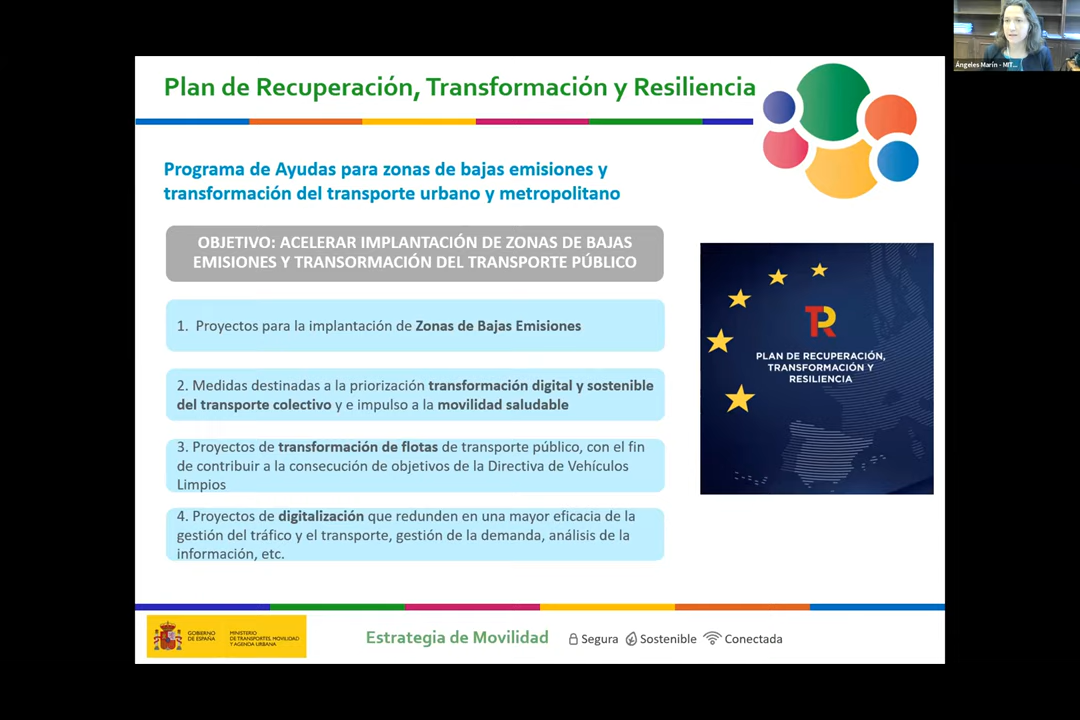 Ángeles Marín - MIT...
Plan de Recuperación, Transformación y Resiliencia
Programa de Ayudas para zonas de bajas emisiones y
transformación del transporte urbano y metropolitano
OBJETIVO: ACELERAR IMPLANTACIÓN DE ZONAS DE BAJAS
EMISIONES Y TRANSORMACIÓN DEL TRANSPORTE PÚBLICO
1. Proyectos para la implantación de Zonas de Bajas Emisiones
2. Medidas destinadas a la priorización transformación digital y sostenible
del transporte colectivo y e impulso a la movilidad saludable
3. Proyectos de transformación de flotas de transporte público, con el fin
de contribuir a la consecución de objetivos de la Directiva de Vehículos
Limpios
4. Proyectos de digitalización que redunden en una mayor eficacia de la
gestión del tráfico y el transporte, gestión de la demanda, análisis de la
información, etc.
PLAN DE RECUPERACIÓN,
TRANSFORMACIÓN Y
RESILIENCIA
GOBIERNO
DE ESPAÑA
MINISTERIO
DE TRANSPORTES, MOVILIDAD
Y AGENDA URBANA
Estrategia de Movilidad
Segura Sostenible Conectada